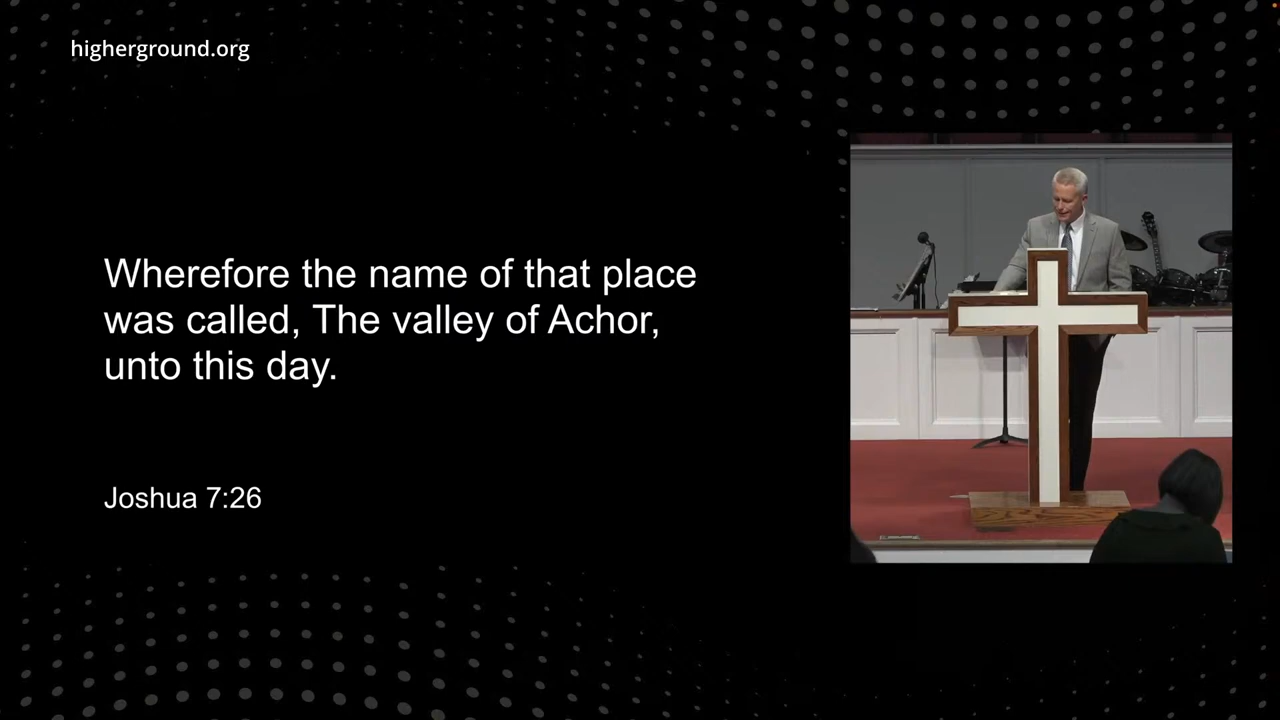 higherground.org
Wherefore the name of that place
was called, The valley of Achor,
unto this day.
Joshua 7:26